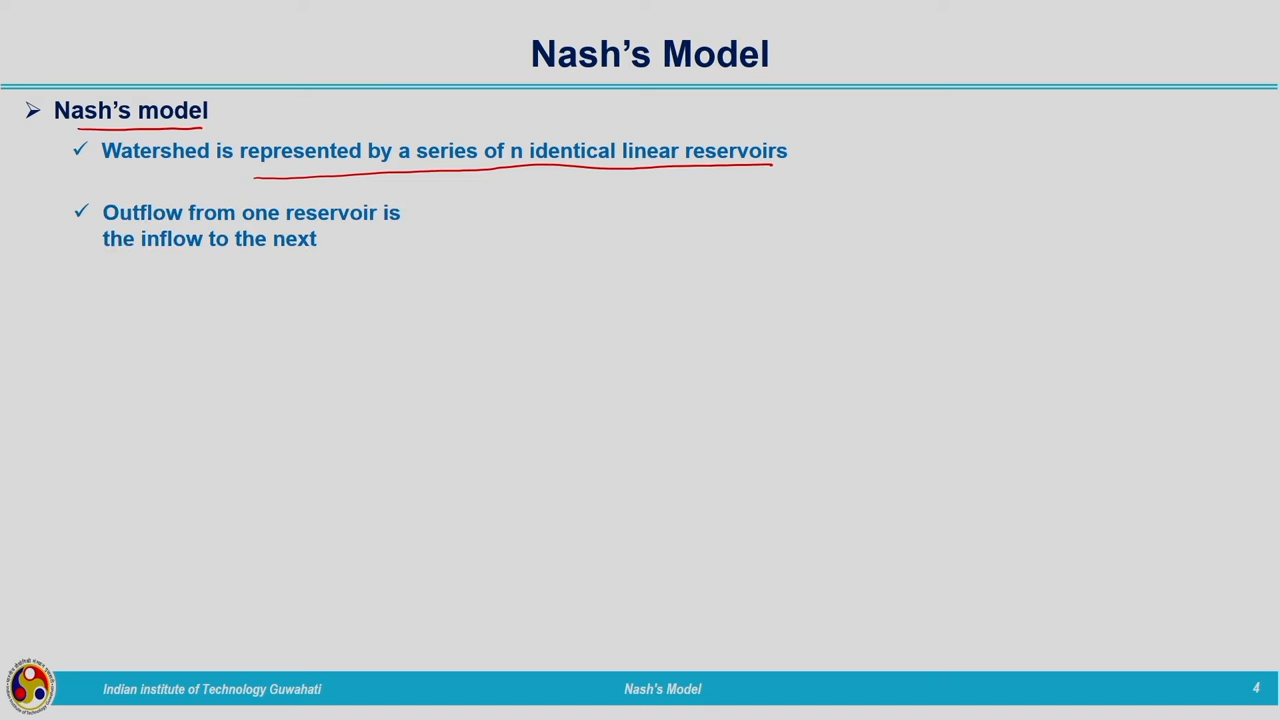 Nash's Model
Nash's model
Watershed is represented by a series of n identical linear reservoirs
Outflow from one reservoir is
the inflow to the next
Indian institute of Technology Guwahati
Nash's Model
4